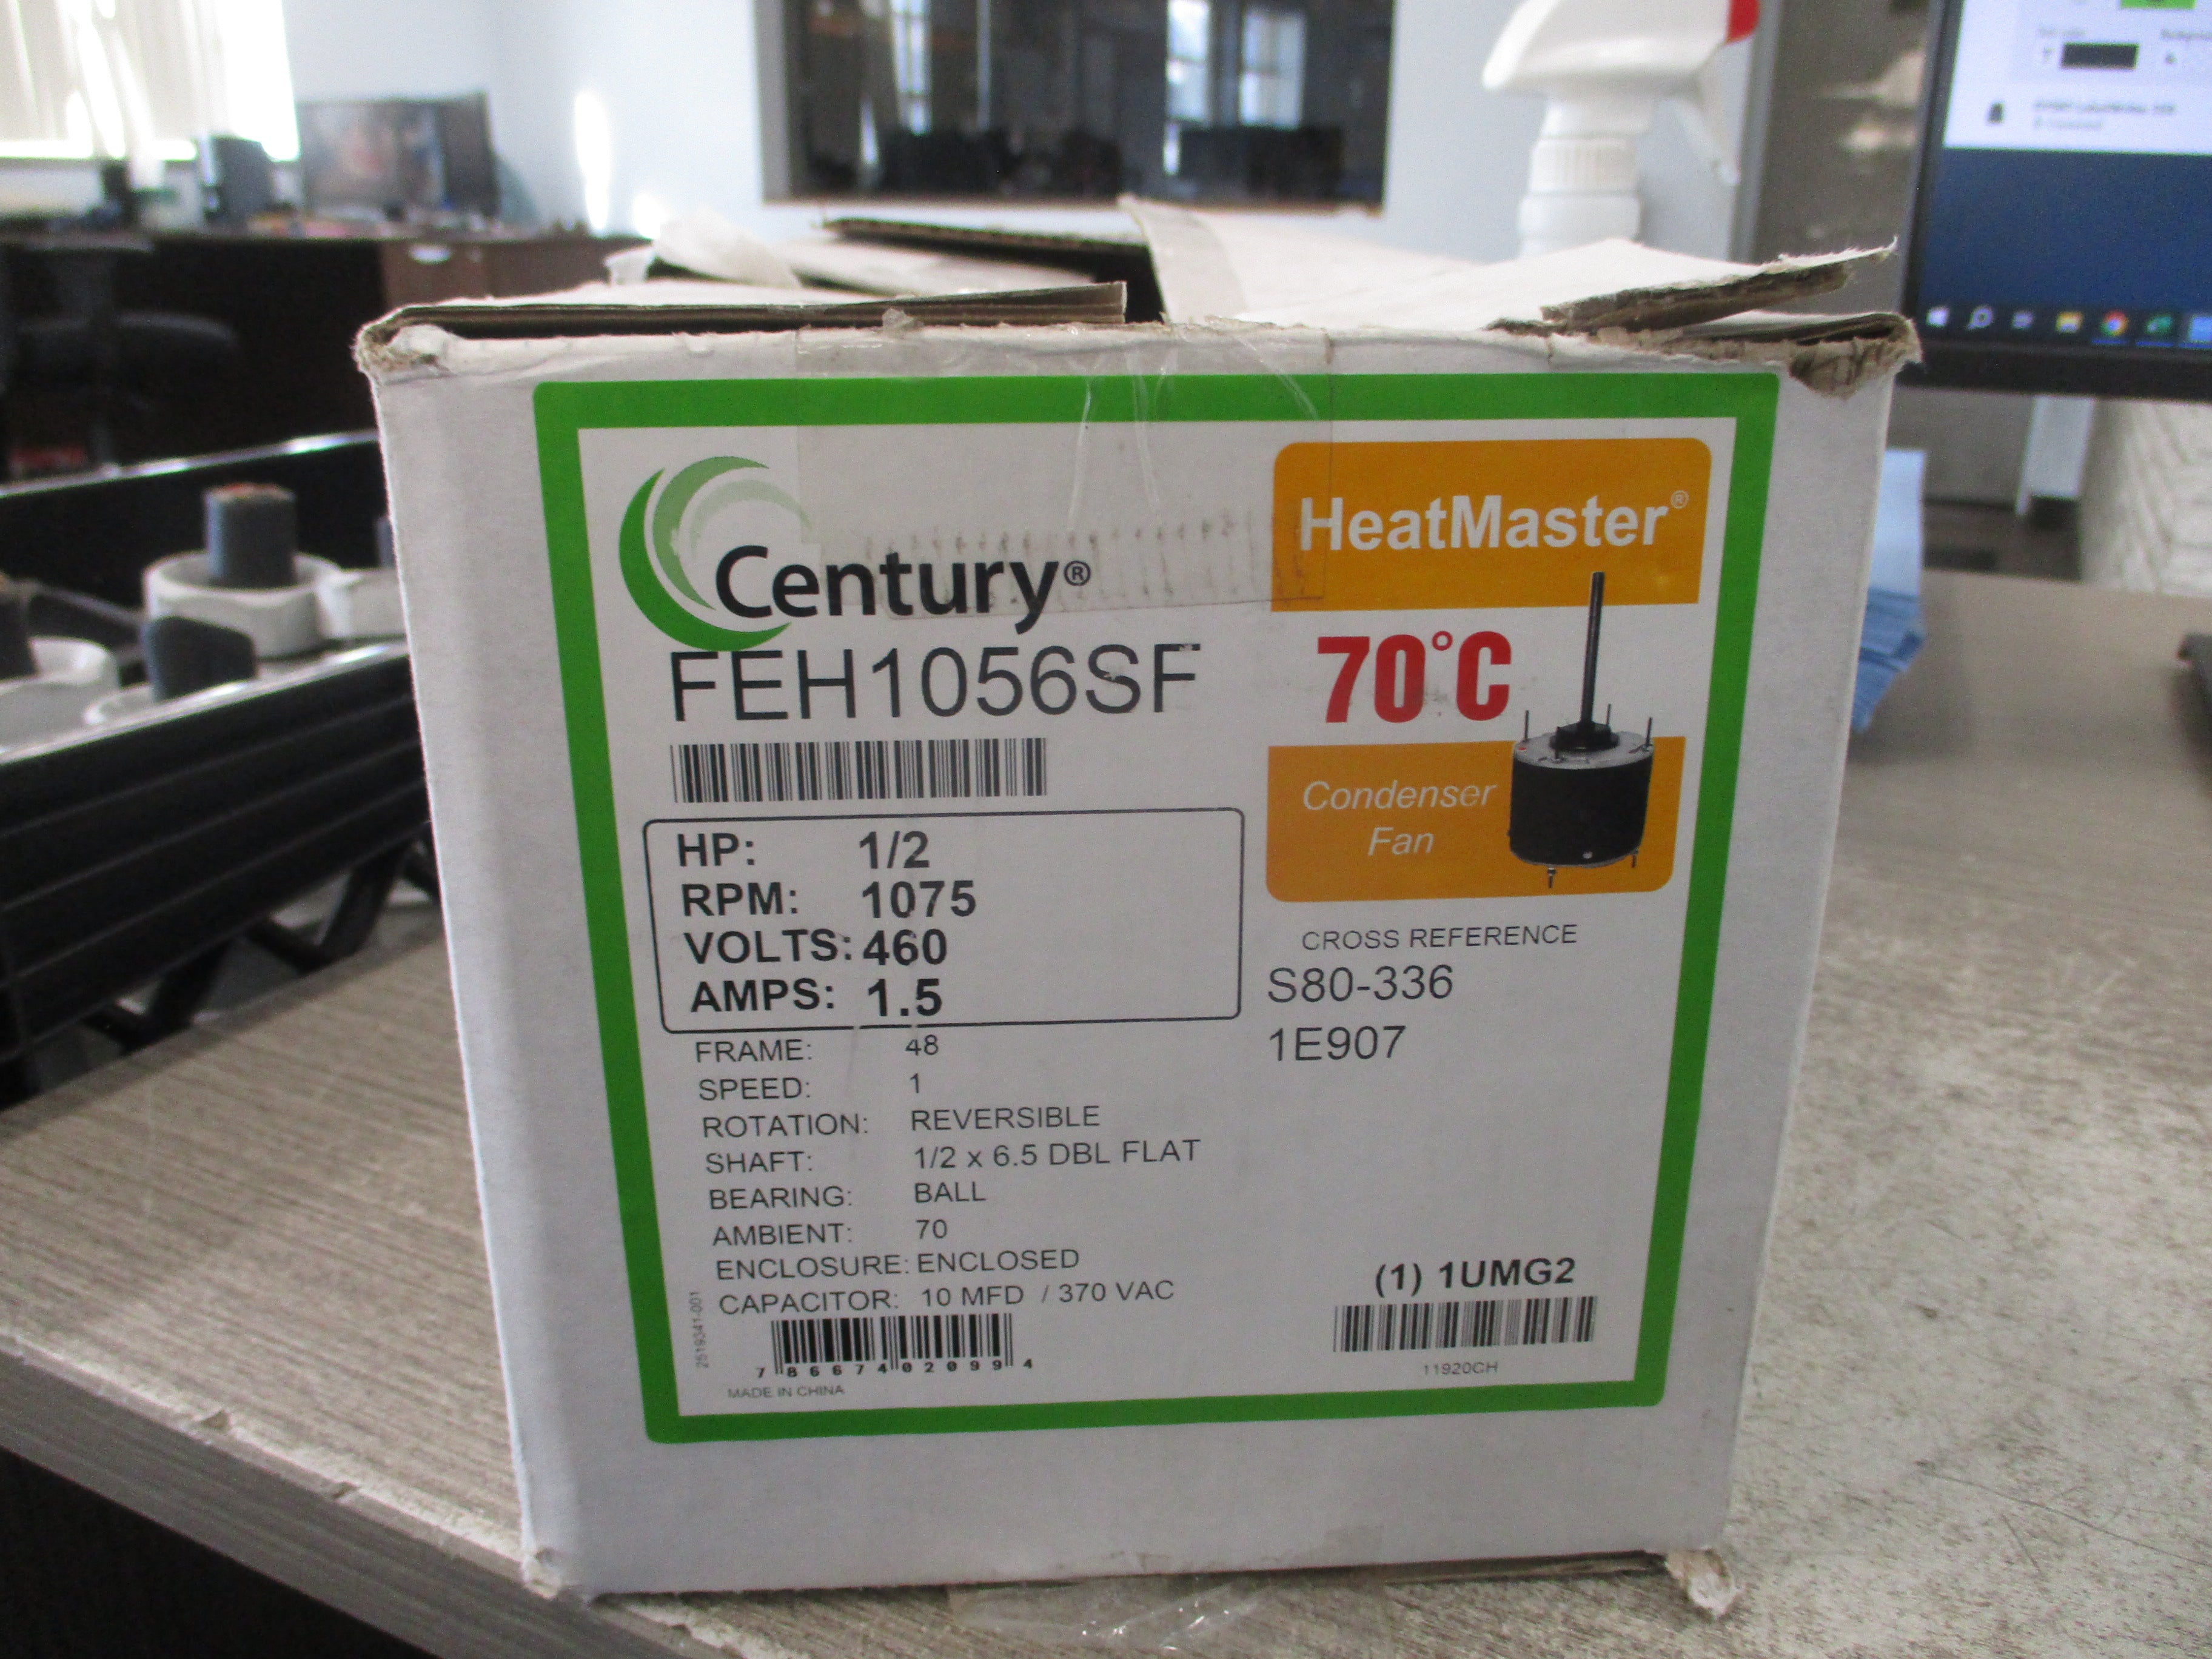 Century®
FEH1056SF
HeatMaster®
70°C
Condenser
Fan
HP: 1/2
RPM: 1075
VOLTS: 460
AMPS: 1.5
FRAME: 48
SPEED: 1
ROTATION: REVERSIBLE
SHAFT: 1/2 x 6.5 DBL FLAT
BEARING: BALL
AMBIENT: 70
ENCLOSURE: ENCLOSED
CAPACITOR: 10 MFD / 370 VAC
2519341-001
7 86674 02099 4
MADE IN CHINA
CROSS REFERENCE
S80-336
1E907
(1) 1UMG2
11920CH